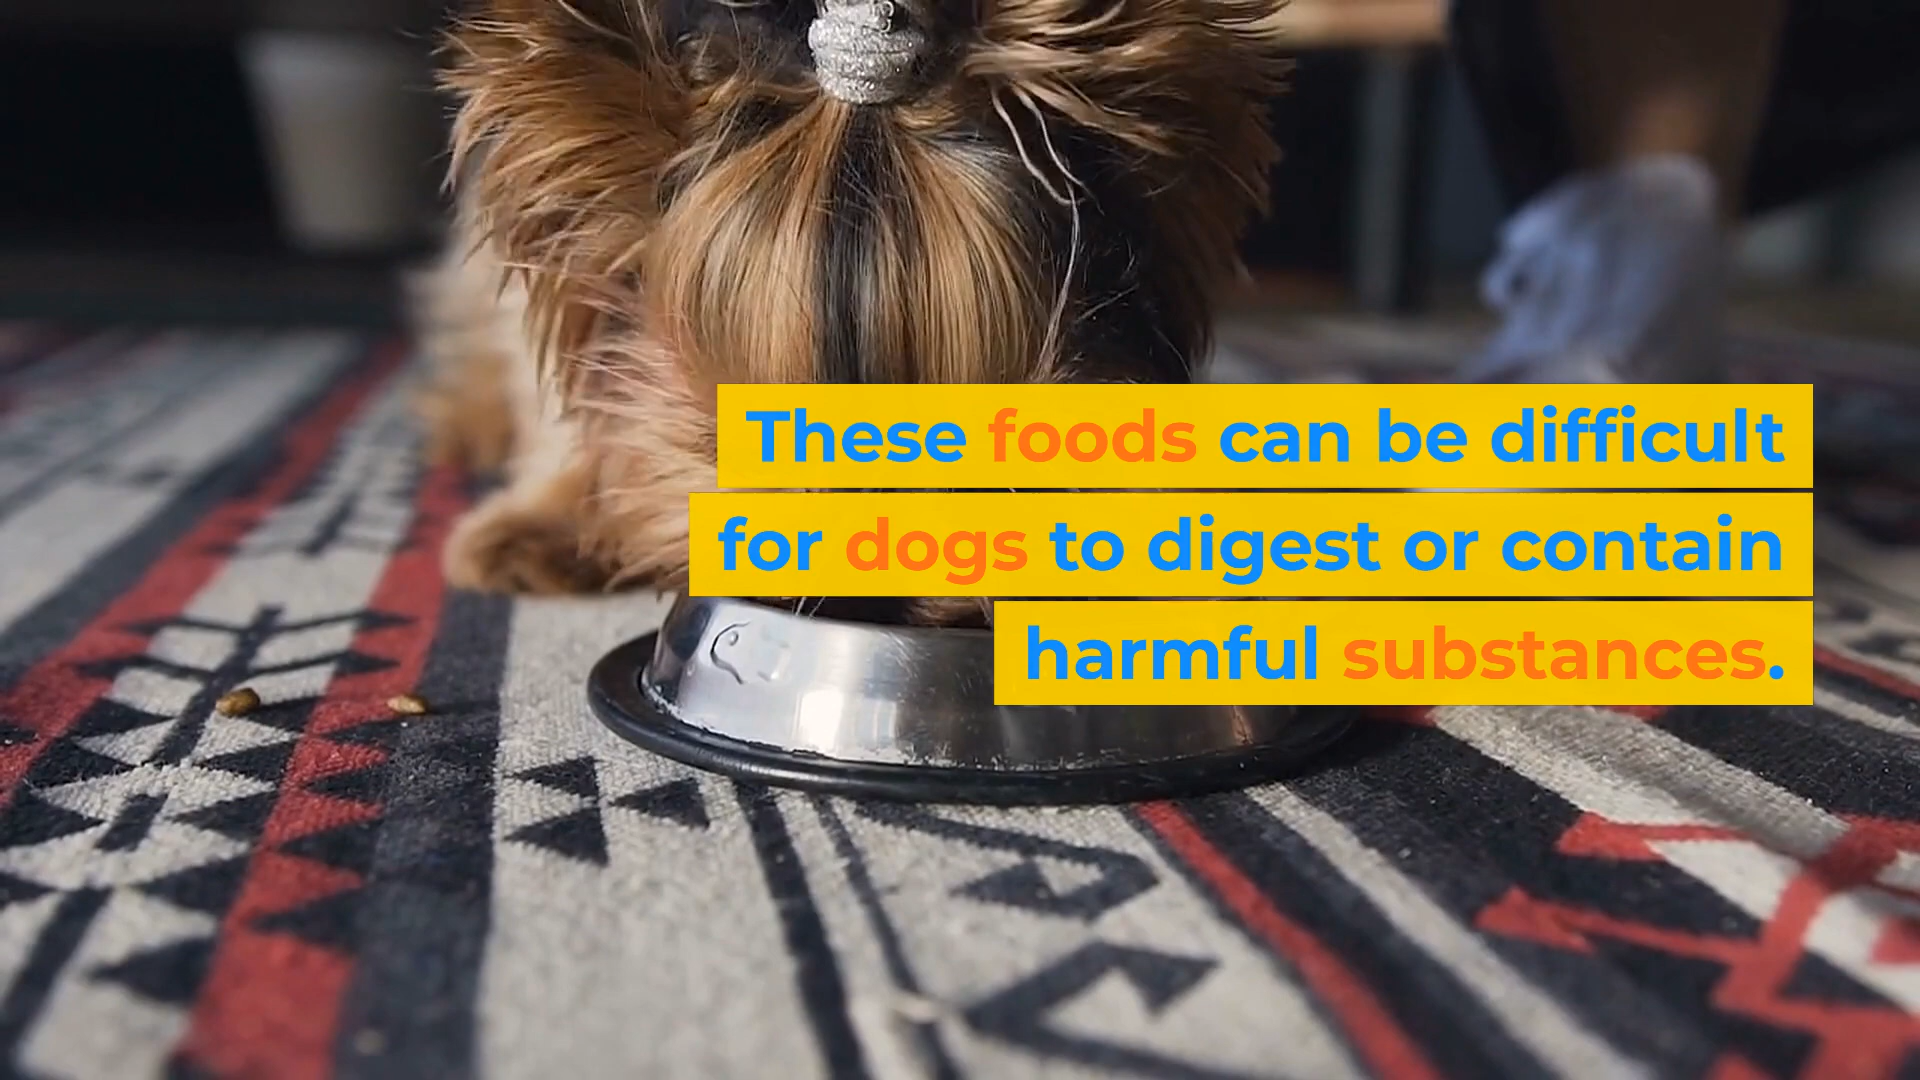 These foods can be difficult
for dogs to digest or contain
harmful substances.